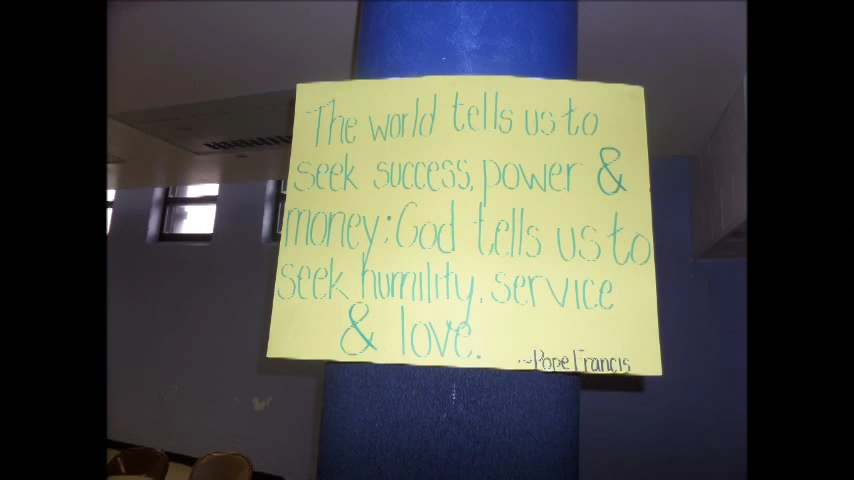 The world tells us to
seek success, power &
money; God tells us to
seek humility, service
& love.
~Pope Francis